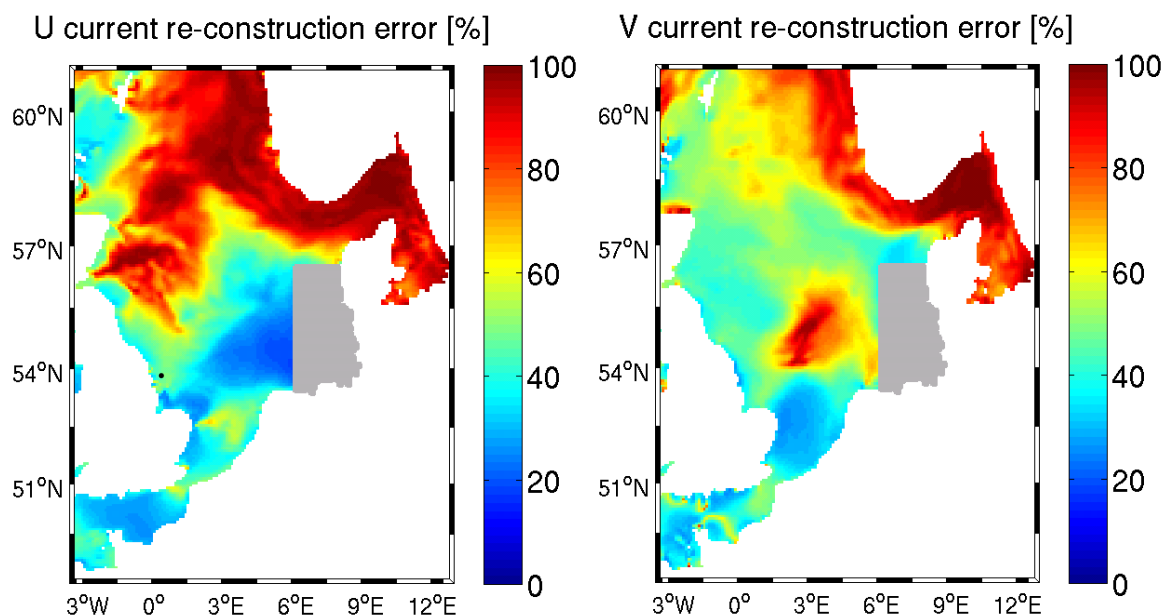 U current re-construction error [%]
V current re-construction error [%]
60°N
57°N
54°N
51°N
3°W 0° 3°E 6°E 9°E 12°E
100
80
60
40
20
0
60°N
57°N
54°N
51°N
3°W 0° 3°E 6°E 9°E 12°E
100
80
60
40
20
0